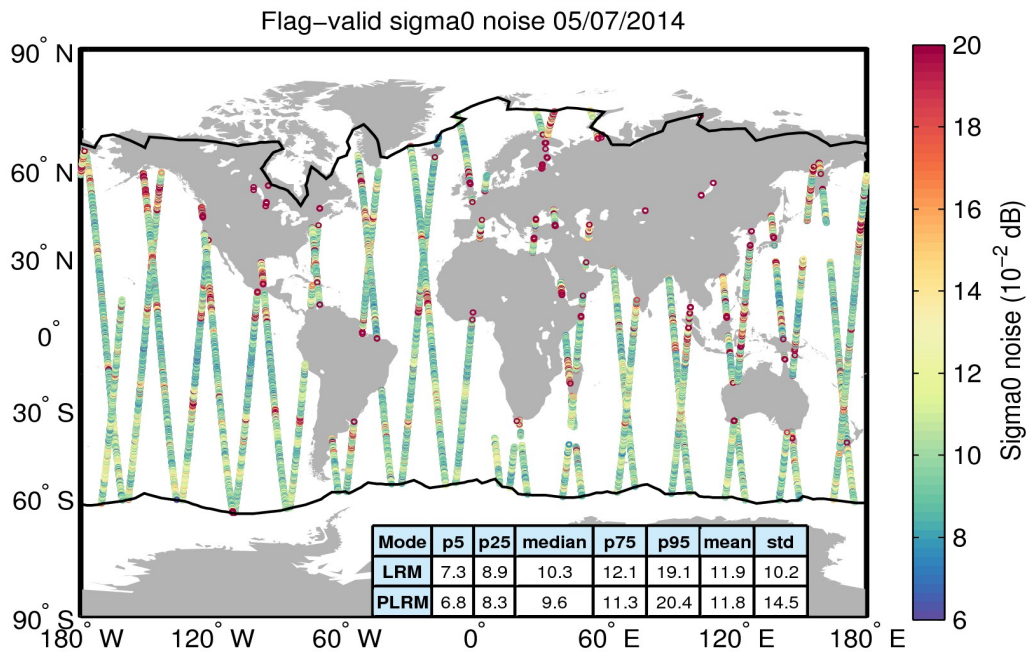 Flag−valid sigma0 noise 05/07/2014
90° N
60° N
30° N
0°
30° S
60° S
90° S
180° W 120° W 60° W 0° 60° E 120° E 180° E
Mode p5 p25 median p75 p95 mean std
LRM 7.3 8.9 10.3 12.1 19.1 11.9 10.2
PLRM 6.8 8.3 9.6 11.3 20.4 11.8 14.5
20
18
16
14
12
10
8
6
Sigma0 noise (10⁻² dB)